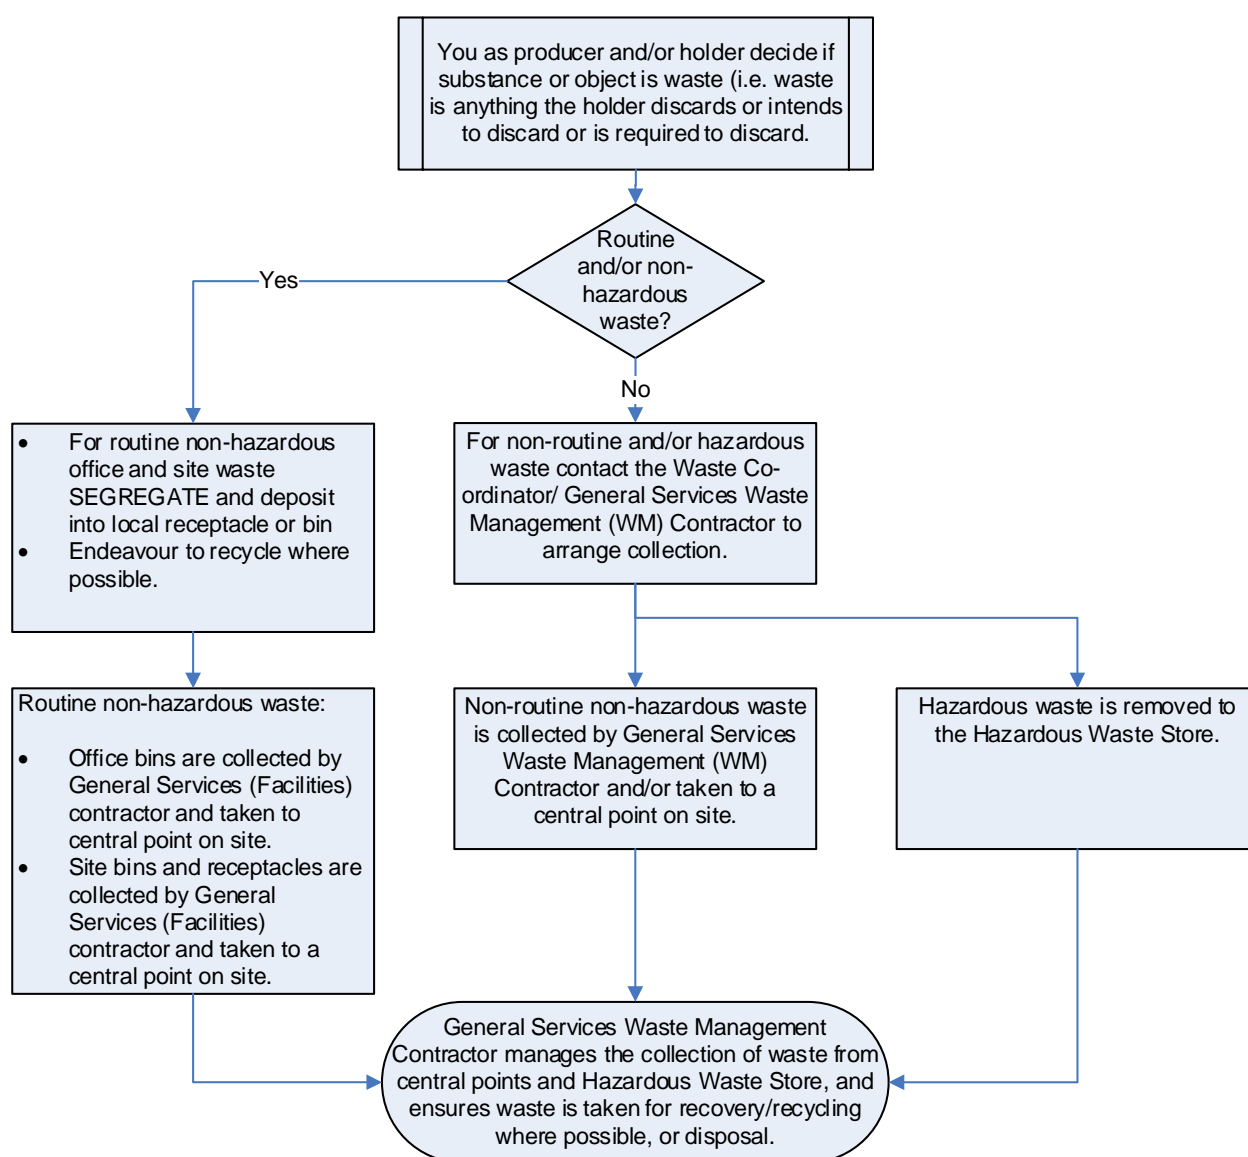 You as producer and/or holder decide if
substance or object is waste (i.e. waste
is anything the holder discards or intends
to discard or is required to discard.
Routine
and/or non-
hazardous
waste?
Yes
No
• For routine non-hazardous
office and site waste
SEGREGATE and deposit
into local receptacle or bin
• Endeavour to recycle where
possible.
For non-routine and/or hazardous
waste contact the Waste Co-
ordinator/ General Services Waste
Management (WM) Contractor to
arrange collection.
Routine non-hazardous waste:
• Office bins are collected by
General Services (Facilities)
contractor and taken to
central point on site.
• Site bins and receptacles are
collected by General
Services (Facilities)
contractor and taken to a
central point on site.
Non-routine non-hazardous waste
is collected by General Services
Waste Management (WM)
Contractor and/or taken to a
central point on site.
Hazardous waste is removed to
the Hazardous Waste Store.
General Services Waste Management
Contractor manages the collection of waste from
central points and Hazardous Waste Store, and
ensures waste is taken for recovery/recycling
where possible, or disposal.